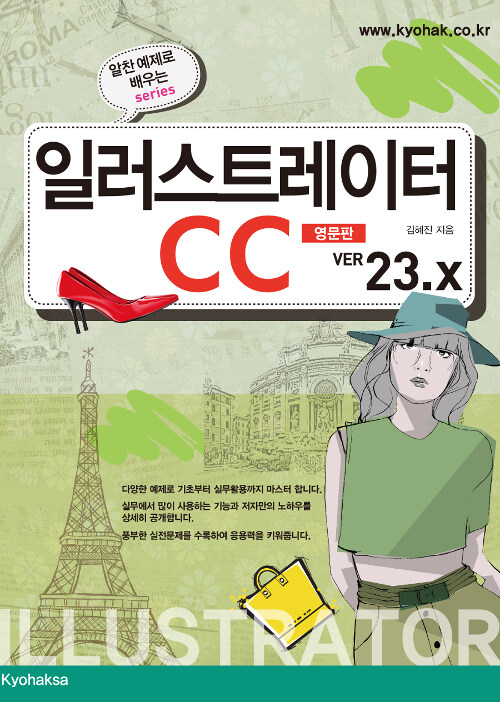 www.kyohak.co.kr
ROMA
알찬 예제로
배우는
series
일러스트레이터
CC
영문판
김혜진 지음
VER 23.x
다양한 예제로 기초부터 실무활용까지 마스터 합니다.
실무에서 많이 사용하는 기능과 저자만의 노하우를
상세히 공개합니다.
풍부한 실전문제를 수록하여 응용력을 키워줍니다.
ILLUSTRATOR
Kyohaksa